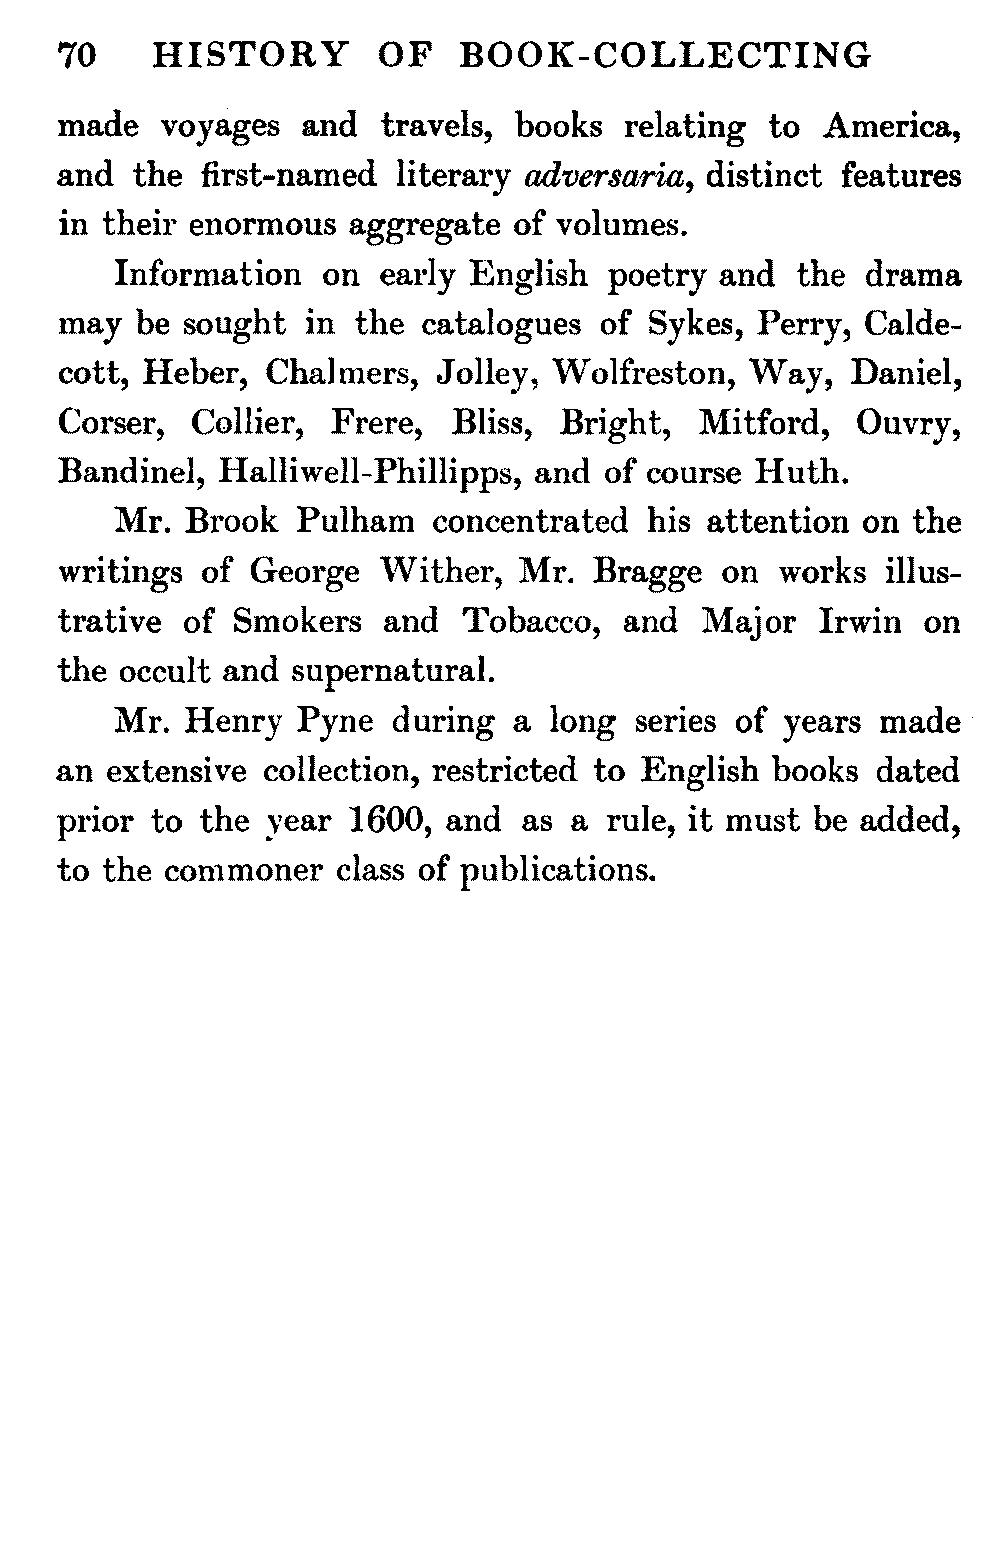 70 HISTORY OF BOOK-COLLECTING
made voyages and travels, books relating to America,
and the first-named literary adversaria, distinct features
in their enormous aggregate of volumes.
Information on early English poetry and the drama
may be sought in the catalogues of Sykes, Perry, Calde-
cott, Heber, Chalmers, Jolley, Wolfreston, Way, Daniel,
Corser, Collier, Frere, Bliss, Bright, Mitford, Ouvry,
Bandinel, Halliwell-Phillipps, and of course Huth.
Mr. Brook Pulham concentrated his attention on the
writings of George Wither, Mr. Bragge on works illus-
trative of Smokers and Tobacco, and Major Irwin on
the occult and supernatural.
Mr. Henry Pyne during a long series of years made
an extensive collection, restricted to English books dated
prior to the year 1600, and as a rule, it must be added,
to the commoner class of publications.